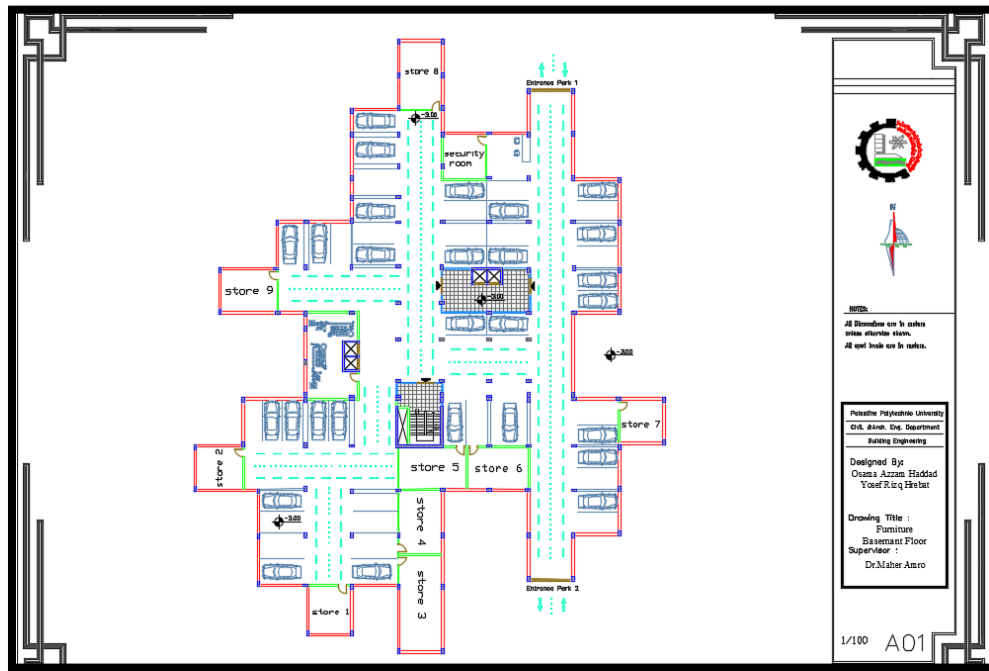 store 8
-3.00
Entrance Park 1
security
room
store 9
-3.00
-3.00
store 7
store 2
store 5
store 6
store 4
-3.00
store 3
store 1
Entrance Park 2
N
NOTES:
All Dimensions are in meters
unless otherwise shown.
All spot levels are in meters.
Palestine Polytechnic University
Civil &Arch. Eng. Department
Building Engineering
Designed By:
Osama Azzam Haddad
Yosef Rizq Hrebat
Drawing Title :
Furniture
Basemant Floor
Supervisor :
Dr.Maher Amro
1/100
A01